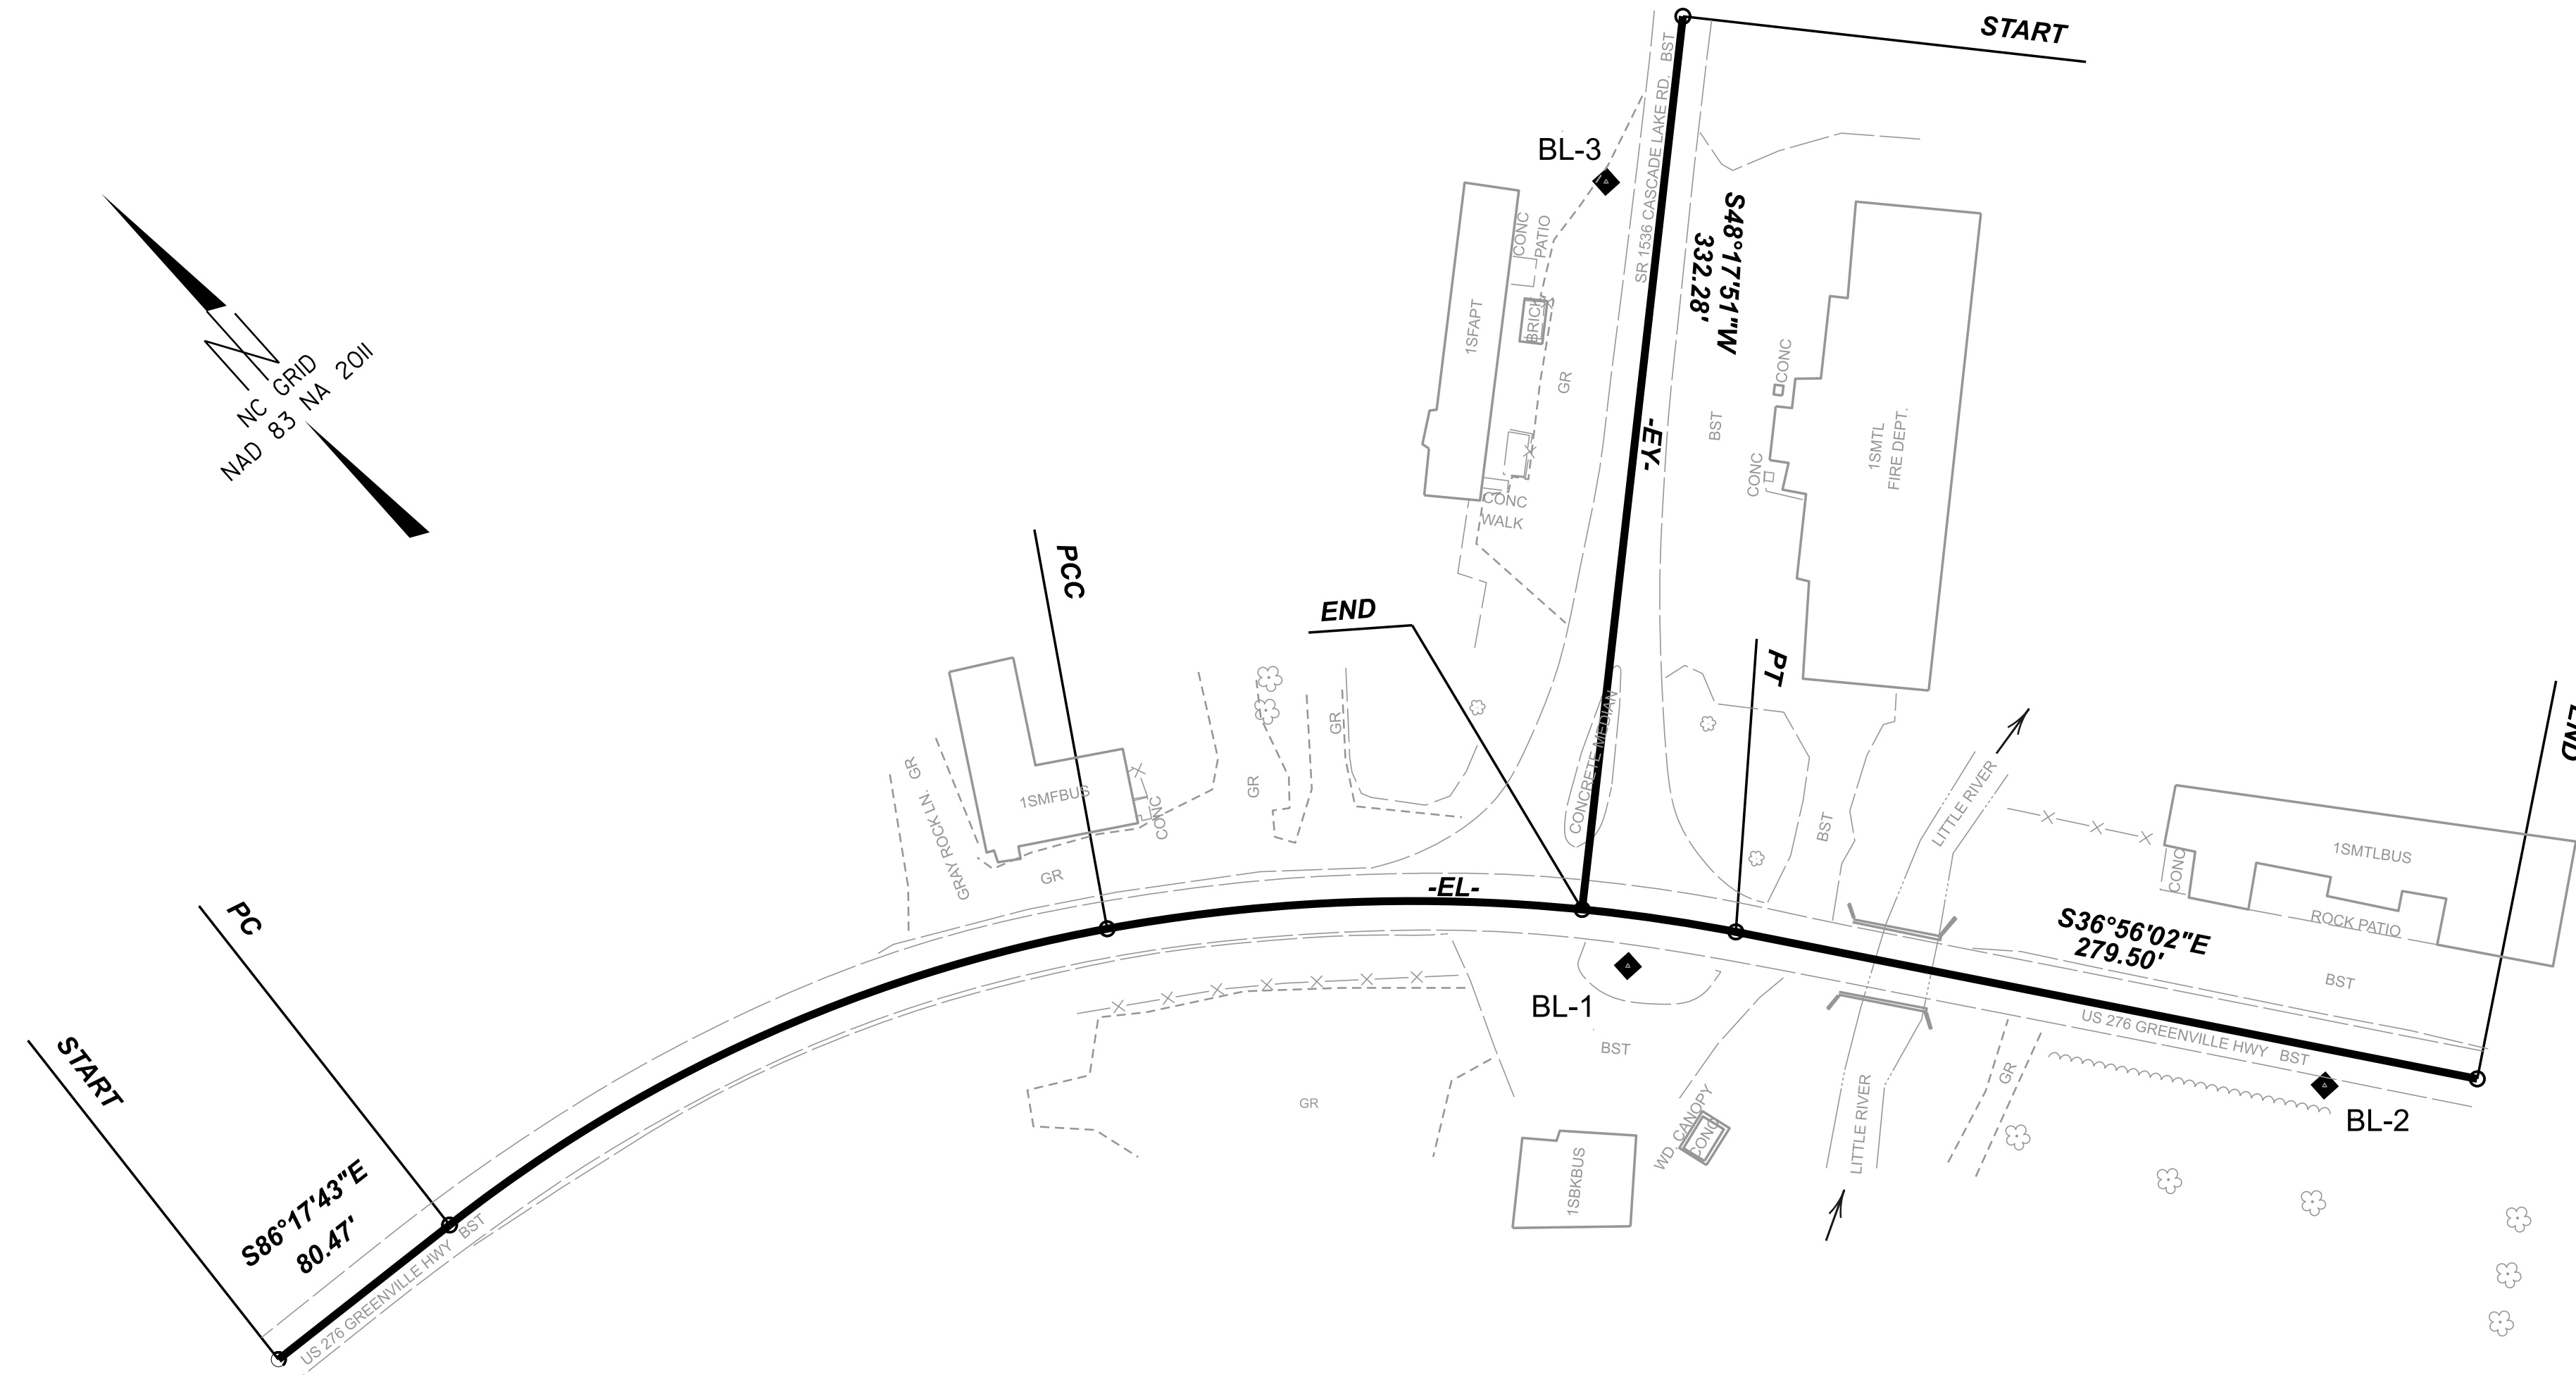 START
BST
SR 1536 CASCADE LAKE RD.
BL-3
S48°17'51"W
332.28'
CONC
PATIO
1SFAPT
BRICK
GR
CONC
WALK
-EY-
BST
CONC
CONC
1SMTL
FIRE DEPT.
NC GRID
NAD 83 NA 2011
PCC
END
PT
END
CONCRETE MEDIAN
GR
GR
GR
GRAY ROCK LN.
1SMFBUS
CONC
GR
-EL-
BST
LITTLE RIVER
1SMTLBUS
CONC
ROCK PATIO
S36°56'02"E
279.50'
BST
PC
START
BL-1
BST
US 276 GREENVILLE HWY
BST
GR
BL-2
GR
WD. CANOPY
CONC
LITTLE RIVER
1SBKBUS
S86°17'43"E
80.47'
US 276 GREENVILLE HWY
BST